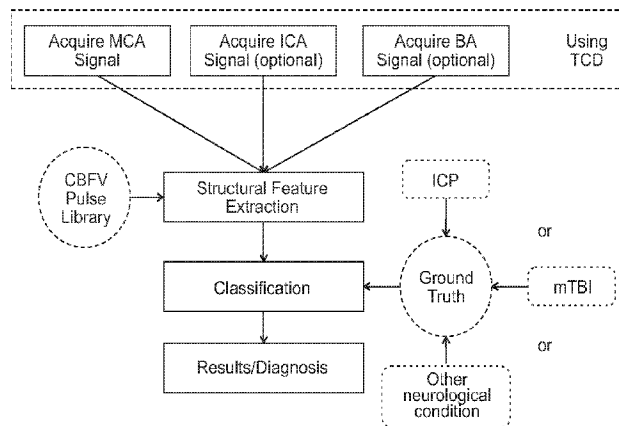 Acquire MCA
Signal
Acquire ICA
Signal (optional)
Acquire BA
Signal (optional)
Using
TCD
CBFV
Pulse
Library
Structural Feature
Extraction
ICP
or
Classification
Ground
Truth
mTBI
or
Results/Diagnosis
Other
neurological
condition